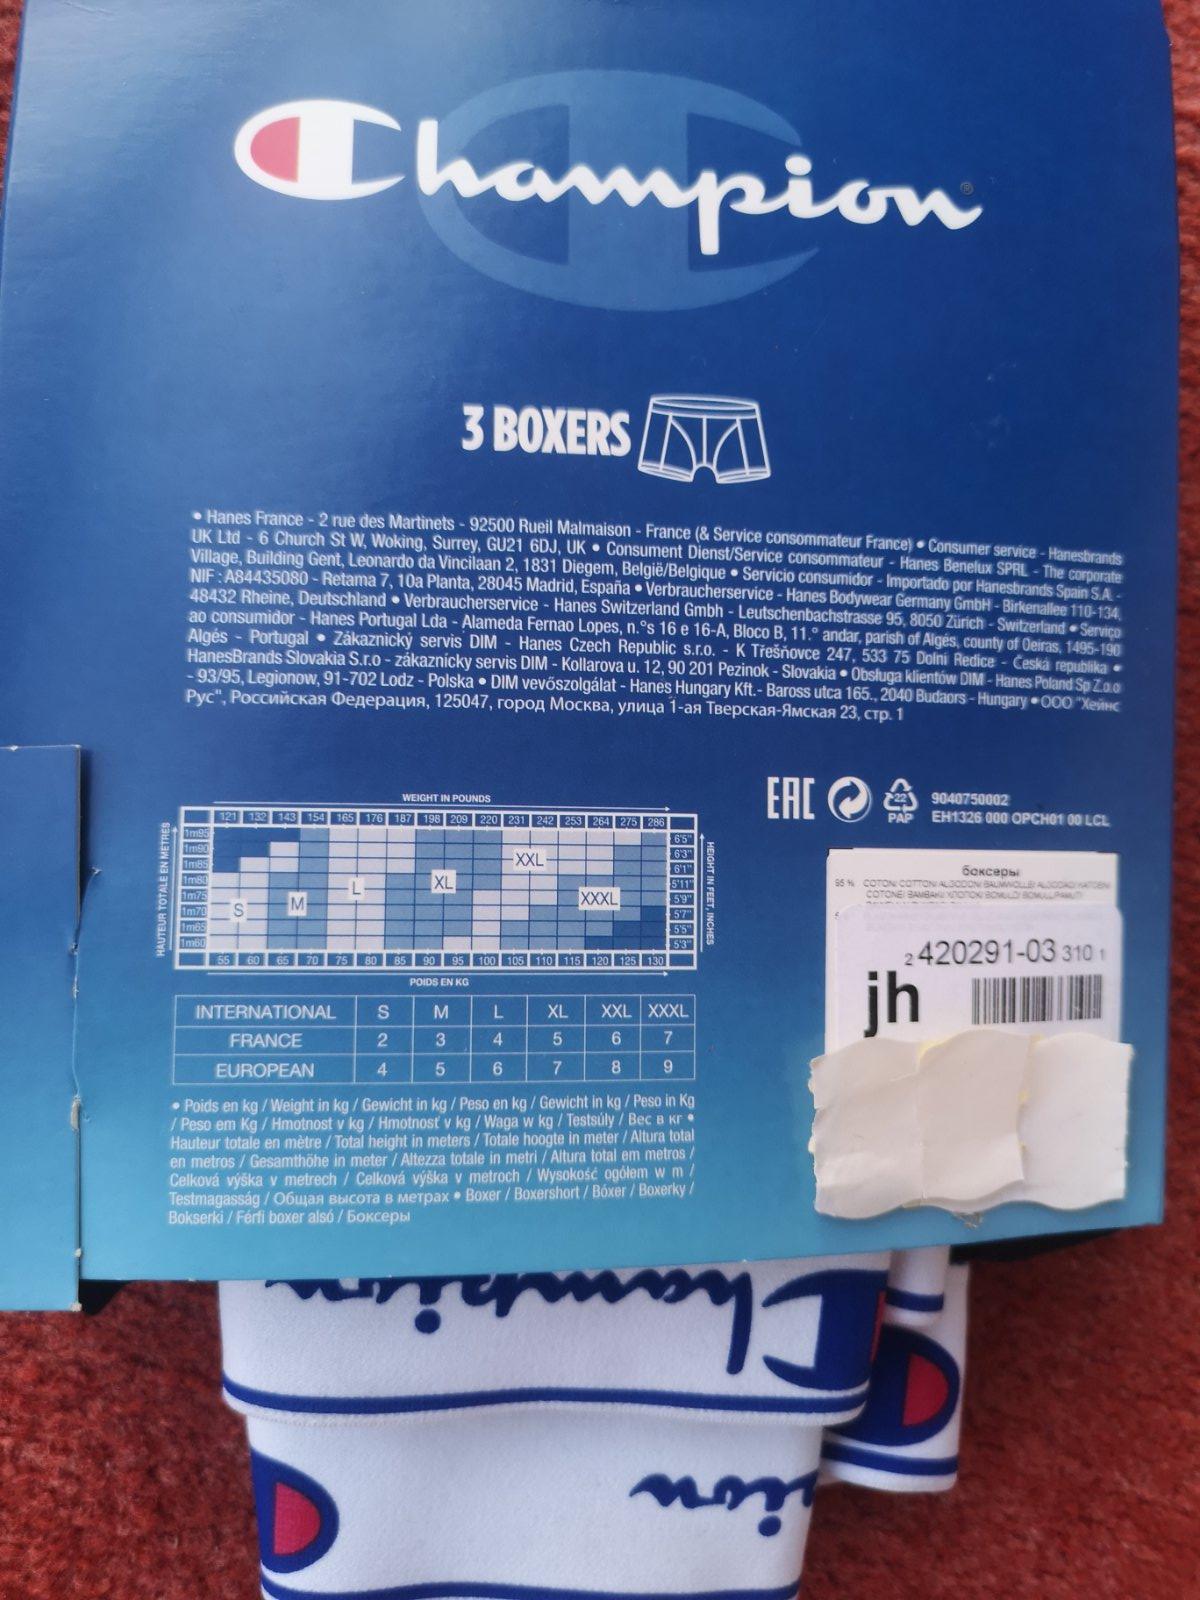 Champion®
3 BOXERS
• Hanes France - 2 rue des Martinets - 92500 Rueil Malmaison - France (& Service consommateur France) • Consumer service - Hanesbrands
UK Ltd - 6 Church St W, Woking, Surrey, GU21 6DJ, UK • Consument Dienst/Service consommateur - Hanes Benelux SPRL - The corporate
Village, Building Gent, Leonardo da Vincilaan 2, 1831 Diegem, België/Belgique • Servicio consumidor - Importado por Hanesbrands Spain S.A. -
NIF : A84435080 - Retama 7, 10a Planta, 28045 Madrid, España • Verbraucherservice - Hanes Bodywear Germany GmbH - Birkenallee 110-134,
48432 Rheine, Deutschland • Verbraucherservice - Hanes Switzerland Gmbh - Leutschenbachstrasse 95, 8050 Zürich - Switzerland • Serviço
ao consumidor - Hanes Portugal Lda - Alameda Fernao Lopes, n.°s 16 e 16-A, Bloco B, 11.° andar, parish of Algés, county of Oeiras, 1495-190
Algés - Portugal • Zákaznický servis DIM - Hanes Czech Republic s.r.o. - K Třešňovce 247, 533 75 Dolní Redice - Česká republika •
HanesBrands Slovakia S.r.o - zákaznícky servis DIM - Kollarova u. 12, 90 201 Pezinok - Slovakia • Obsługa klientów DIM - Hanes Poland Sp Z.o.o
- 93/95, Legionow, 91-702 Lodz - Polska • DIM vevőszolgálat - Hanes Hungary Kft.- Baross utca 165., 2040 Budaors - Hungary • ООО "Хейнс
Рус", Российская Федерация, 125047, город Москва, улица 1-ая Тверская-Ямская 23, стр. 1
EAC
22
PAP
9040750002
EH1326 000 OPCH01 00 LCL
WEIGHT IN POUNDS
121 132 143 154 165 176 187 198 209 220 231 242 253 264 275 286
HAUTEUR TOTALE EN METRES
1m95
1m90
1m85
1m80
1m75
1m70
1m65
1m60
S M L XL XXL XXXL
6'5"
6'3"
6'1"
5'11"
5'9"
5'7"
5'5"
5'3"
HEIGHT IN FEET, INCHES
55 60 65 70 75 80 85 90 95 100 105 110 115 120 125 130
POIDS EN KG
INTERNATIONAL S M L XL XXL XXXL
FRANCE 2 3 4 5 6 7
EUROPEAN 4 5 6 7 8 9
• Poids en kg / Weight in kg / Gewicht in kg / Peso en kg / Gewicht in kg / Peso in Kg
/ Peso em Kg / Hmotnost v kg / Hmotnosť v kg / Waga w kg / Testsúly / Вес в кг •
Hauteur totale en mètre / Total height in meters / Totale hoogte in meter / Altura total
en metros / Gesamthöhe in meter / Altezza totale in metri / Altura total em metros /
Celková výška v metrech / Celková výška v metroch / Wysokość ogółem w m /
Testmagasság / Общая высота в метрах • Boxer / Boxershort / Bóxer / Boxerky /
Bokserki / Férfi boxer alsó / Боксеры
боксеры
95 % COTON/ COTTON/ ALGODON/ BAUMWOLLE/ ALGODÃO/ KATOEN/
COTONE/ BAMBAK/ ХЛОПОК/ BOMULD/ BOMULL/ PAMUT/
2 420291-03 310 1
jh
Champion
pion